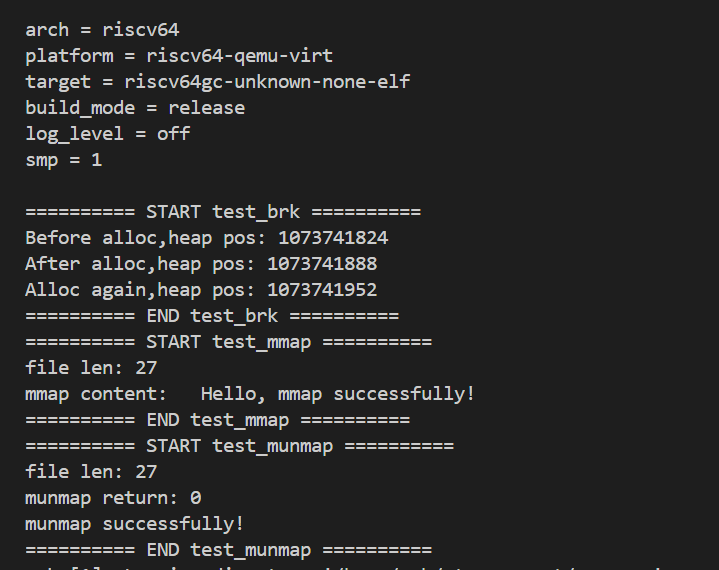 arch = riscv64
platform = riscv64-qemu-virt
target = riscv64gc-unknown-none-elf
build_mode = release
log_level = off
smp = 1
========== START test_brk ==========
Before alloc,heap pos: 1073741824
After alloc,heap pos: 1073741888
Alloc again,heap pos: 1073741952
========== END test_brk ==========
========== START test_mmap ==========
file len: 27
mmap content:   Hello, mmap successfully!
========== END test_mmap ==========
========== START test_munmap ==========
file len: 27
munmap return: 0
munmap successfully!
========== END test_munmap ==========